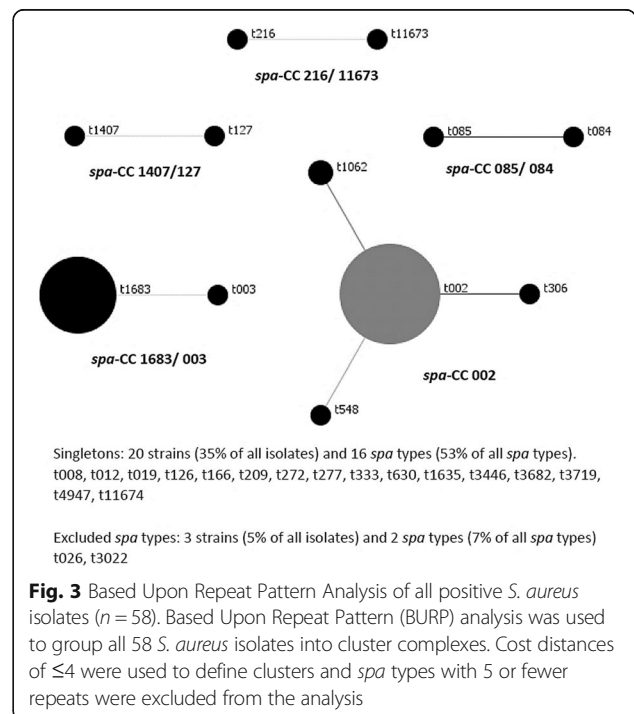 t216
t11673
spa-CC 216/ 11673
t1407
t127
spa-CC 1407/127
t085
t084
spa-CC 085/ 084
t1062
t1683
t003
spa-CC 1683/ 003
t002
t306
spa-CC 002
t548
Singletons: 20 strains (35% of all isolates) and 16 spa types (53% of all spa types).
t008, t012, t019, t126, t166, t209, t272, t277, t333, t630, t1635, t3446, t3682, t3719,
t4947, t11674
Excluded spa types: 3 strains (5% of all isolates) and 2 spa types (7% of all spa types)
t026, t3022
Fig. 3 Based Upon Repeat Pattern Analysis of all positive S. aureus
isolates (n = 58). Based Upon Repeat Pattern (BURP) analysis was used
to group all 58 S. aureus isolates into cluster complexes. Cost distances
of ≤4 were used to define clusters and spa types with 5 or fewer
repeats were excluded from the analysis